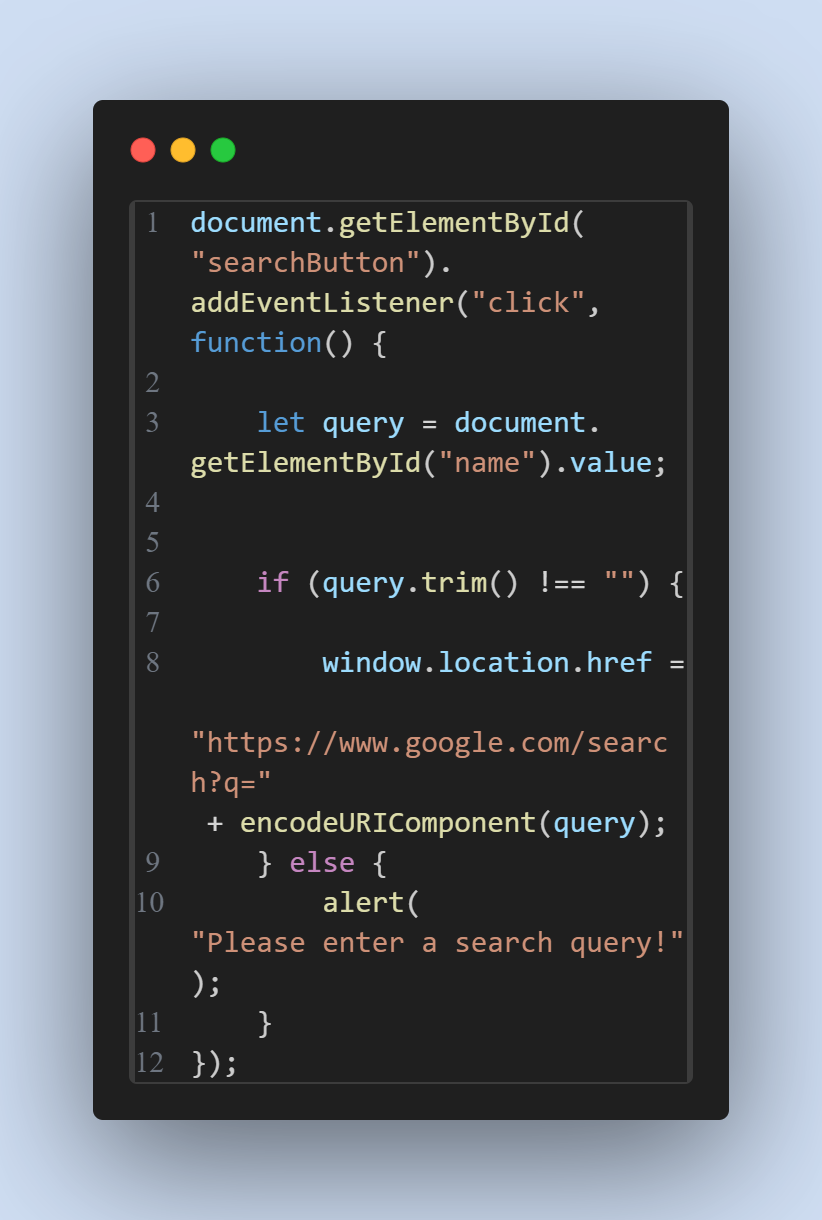 1 document.getElementById(
"searchButton").
addEventListener("click",
function() {
2
3     let query = document.
getElementById("name").value;
4
5
6     if (query.trim() !== "") {
7
8         window.location.href =
"https://www.google.com/searc
h?q="
 + encodeURIComponent(query);
9     } else {
10         alert(
"Please enter a search query!"
);
11     }
12 });